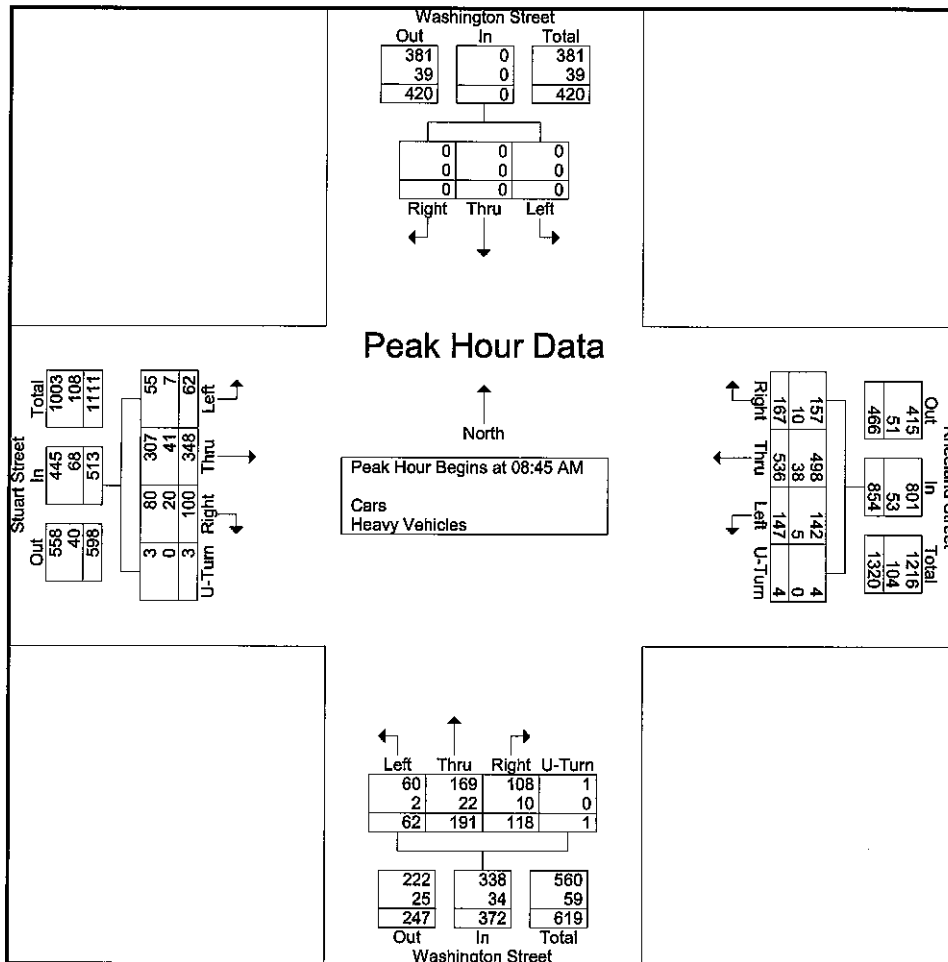 Washington Street
Out In Total
381 0 381
39 0 39
420 0 420
0 0 0
0 0 0
0 0 0
Right Thru Left
Peak Hour Data
North
Peak Hour Begins at 08:45 AM
Cars
Heavy Vehicles
Stuart Street
Total In Out
1003 445 558
108 68 40
1111 513 598
55 307 80 3
7 41 20 0
62 348 100 3
Left Thru Right U-Turn
Out In Total
415 801 1216
51 53 104
466 854 1320
157 498 142 4
10 38 5 0
167 536 147 4
Right Thru Left U-Turn
Left Thru Right U-Turn
60 169 108 1
2 22 10 0
62 191 118 1
222 338 560
25 34 59
247 372 619
Out In Total
Washington Street